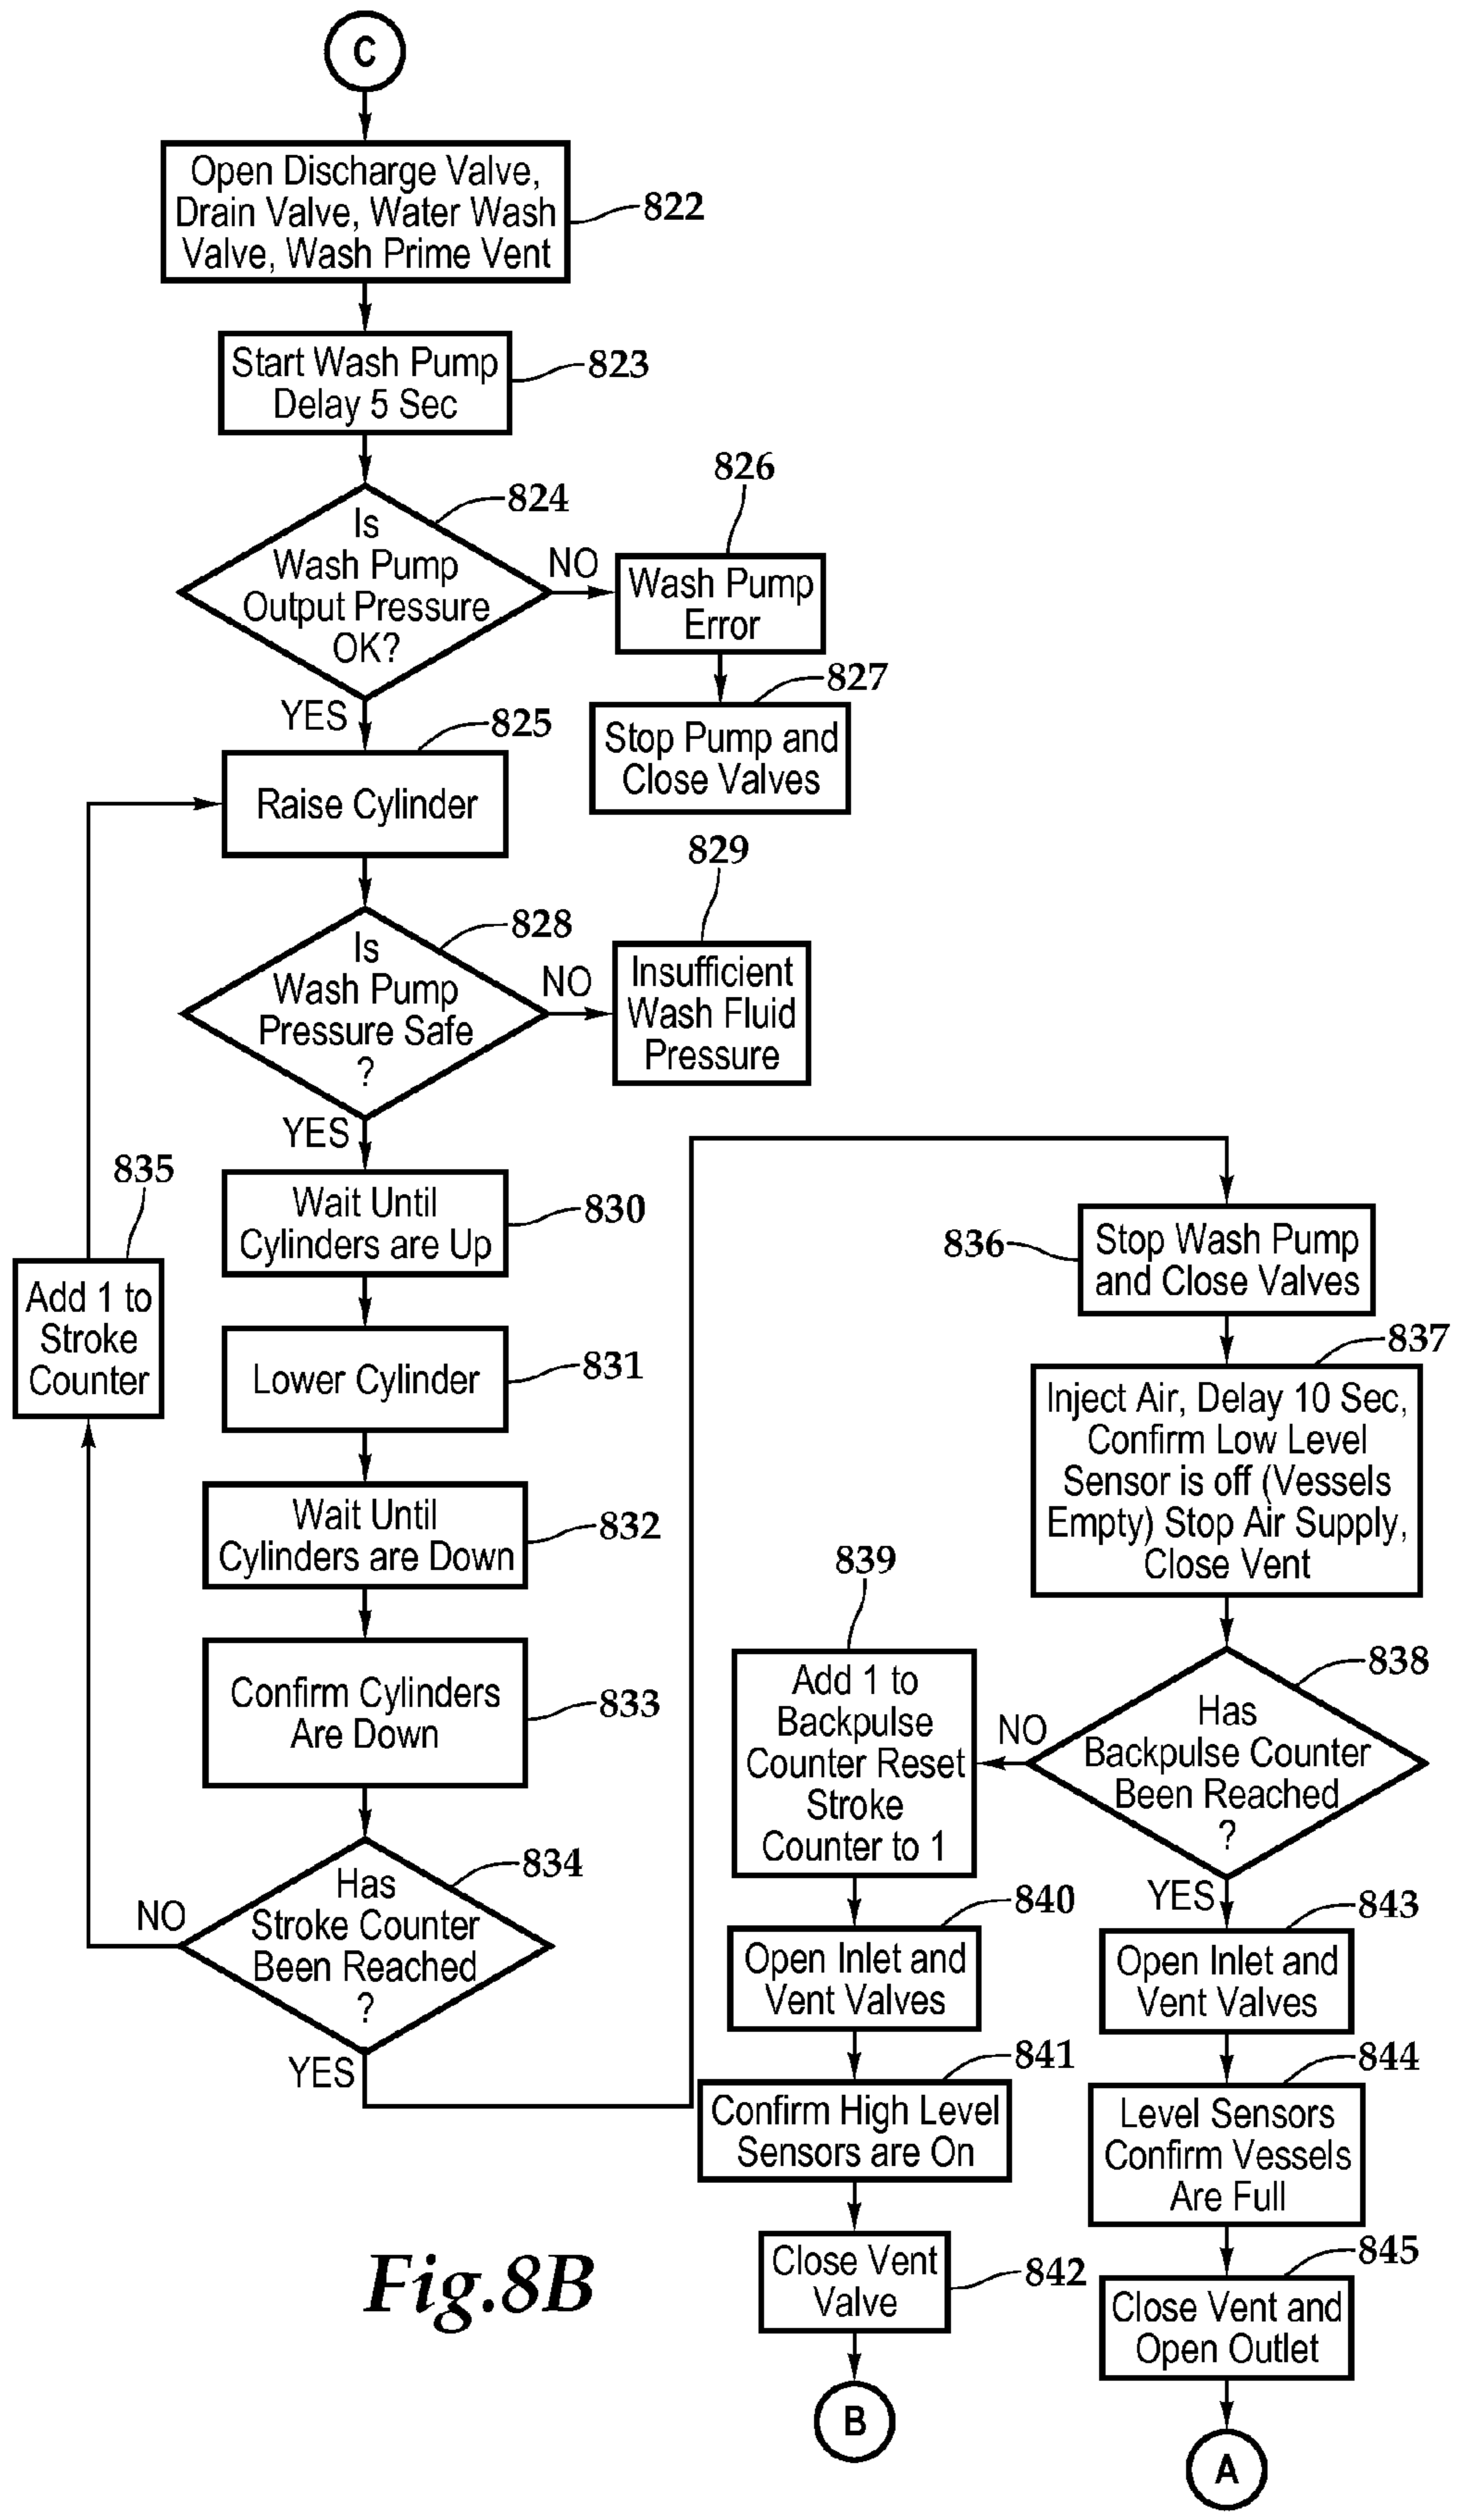 C
Open Discharge Valve,
Drain Valve, Water Wash
Valve, Wash Prime Vent
822
Start Wash Pump
Delay 5 Sec
823
Is
Wash Pump
Output Pressure
OK?
824
NO
YES
826
Wash Pump
Error
827
Stop Pump and
Close Valves
825
Raise Cylinder
Is
Wash Pump
Pressure Safe
?
828
NO
YES
829
Insufficient
Wash Fluid
Pressure
Wait Until
Cylinders are Up
830
Lower Cylinder
831
Wait Until
Cylinders are Down
832
Confirm Cylinders
Are Down
833
Has
Stroke Counter
Been Reached
?
834
NO
YES
835
Add 1 to
Stroke
Counter
836
Stop Wash Pump
and Close Valves
837
Inject Air, Delay 10 Sec,
Confirm Low Level
Sensor is off (Vessels
Empty) Stop Air Supply,
Close Vent
838
Has
Backpulse Counter
Been Reached
?
NO
YES
839
Add 1 to
Backpulse
Counter Reset
Stroke
Counter to 1
840
Open Inlet and
Vent Valves
841
Confirm High Level
Sensors are On
Close Vent
Valve
842
B
843
Open Inlet and
Vent Valves
844
Level Sensors
Confirm Vessels
Are Full
845
Close Vent and
Open Outlet
A
Fig.8B